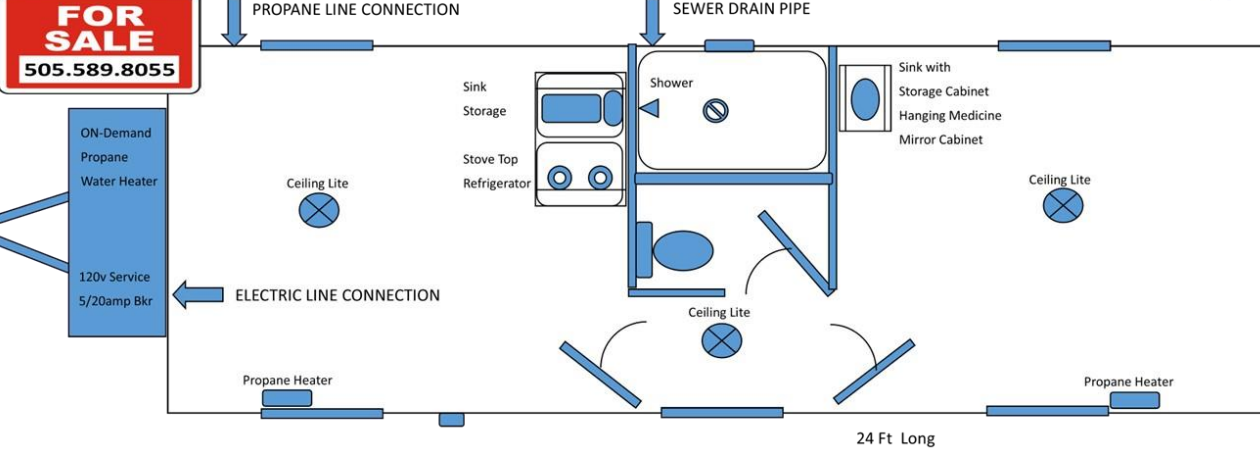 FOR
SALE
505.589.8055
PROPANE LINE CONNECTION
SEWER DRAIN PIPE
Sink
Storage
Stove Top
Refrigerator
Shower
Sink with
Storage Cabinet
Hanging Medicine
Mirror Cabinet
ON-Demand
Propane
Water Heater
Ceiling Lite
Ceiling Lite
120v Service
5/20amp Bkr
ELECTRIC LINE CONNECTION
Ceiling Lite
Propane Heater
Propane Heater
24 Ft Long